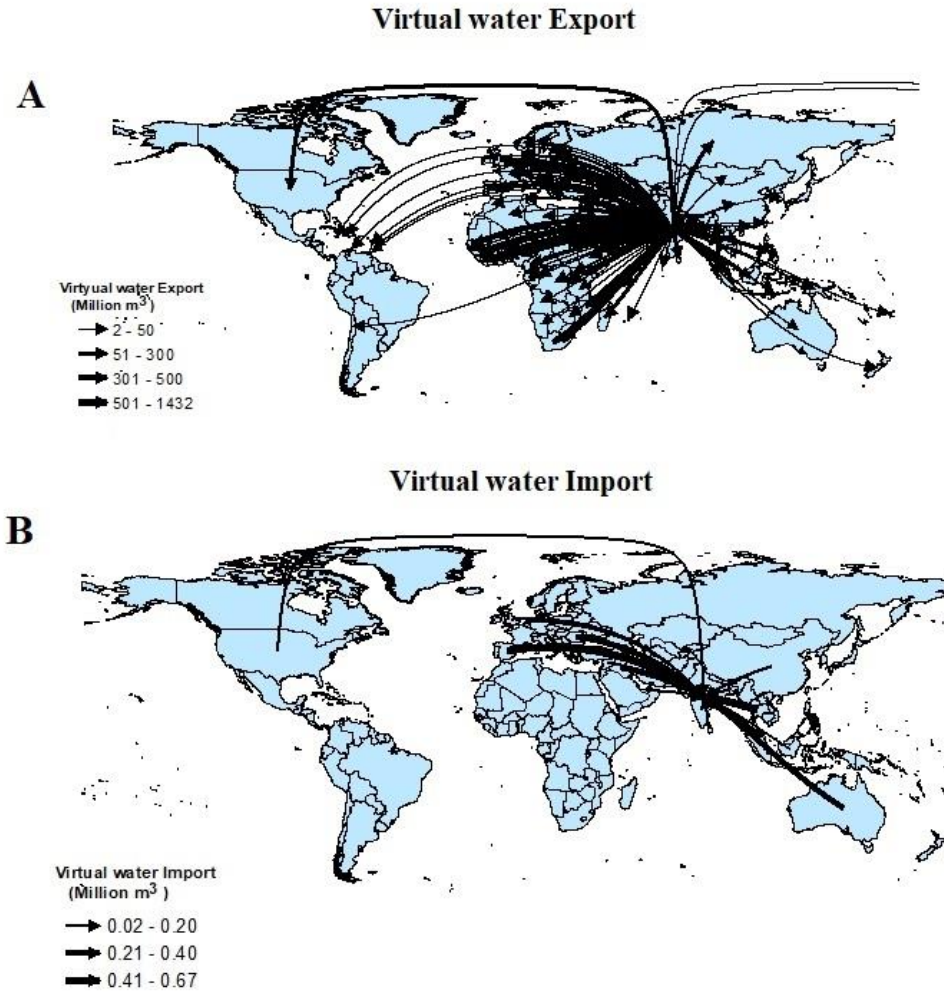 Virtual water Export
A
Virtyual water Export
(Million m³)
2 - 50
51 - 300
301 - 500
501 - 1432
Virtual water Import
B
Virtual water Import
(Million m³)
0.02 - 0.20
0.21 - 0.40
0.41 - 0.67